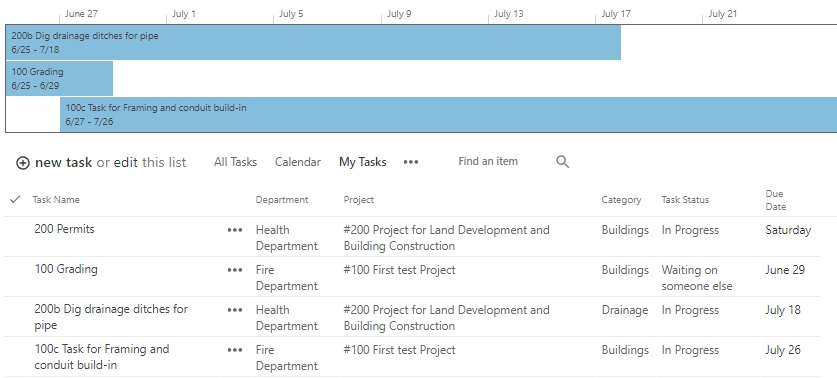 June 27 July 1 July 5 July 9 July 13 July 17 July 21
200b Dig drainage ditches for pipe
6/25 - 7/18
100 Grading
6/25 - 6/29
100c Task for Framing and conduit build-in
6/27 - 7/26
new task or edit this list All Tasks Calendar My Tasks ••• Find an item
Task Name Department Project Category Task Status Due
Date
200 Permits ••• Health #200 Project for Land Development and Buildings In Progress Saturday
Department Building Construction
100 Grading ••• Fire #100 First test Project Buildings Waiting on June 29
Department someone else
200b Dig drainage ditches for ••• Health #200 Project for Land Development and Drainage In Progress July 18
pipe Department Building Construction
100c Task for Framing and ••• Fire #100 First test Project Buildings In Progress July 26
conduit build-in Department